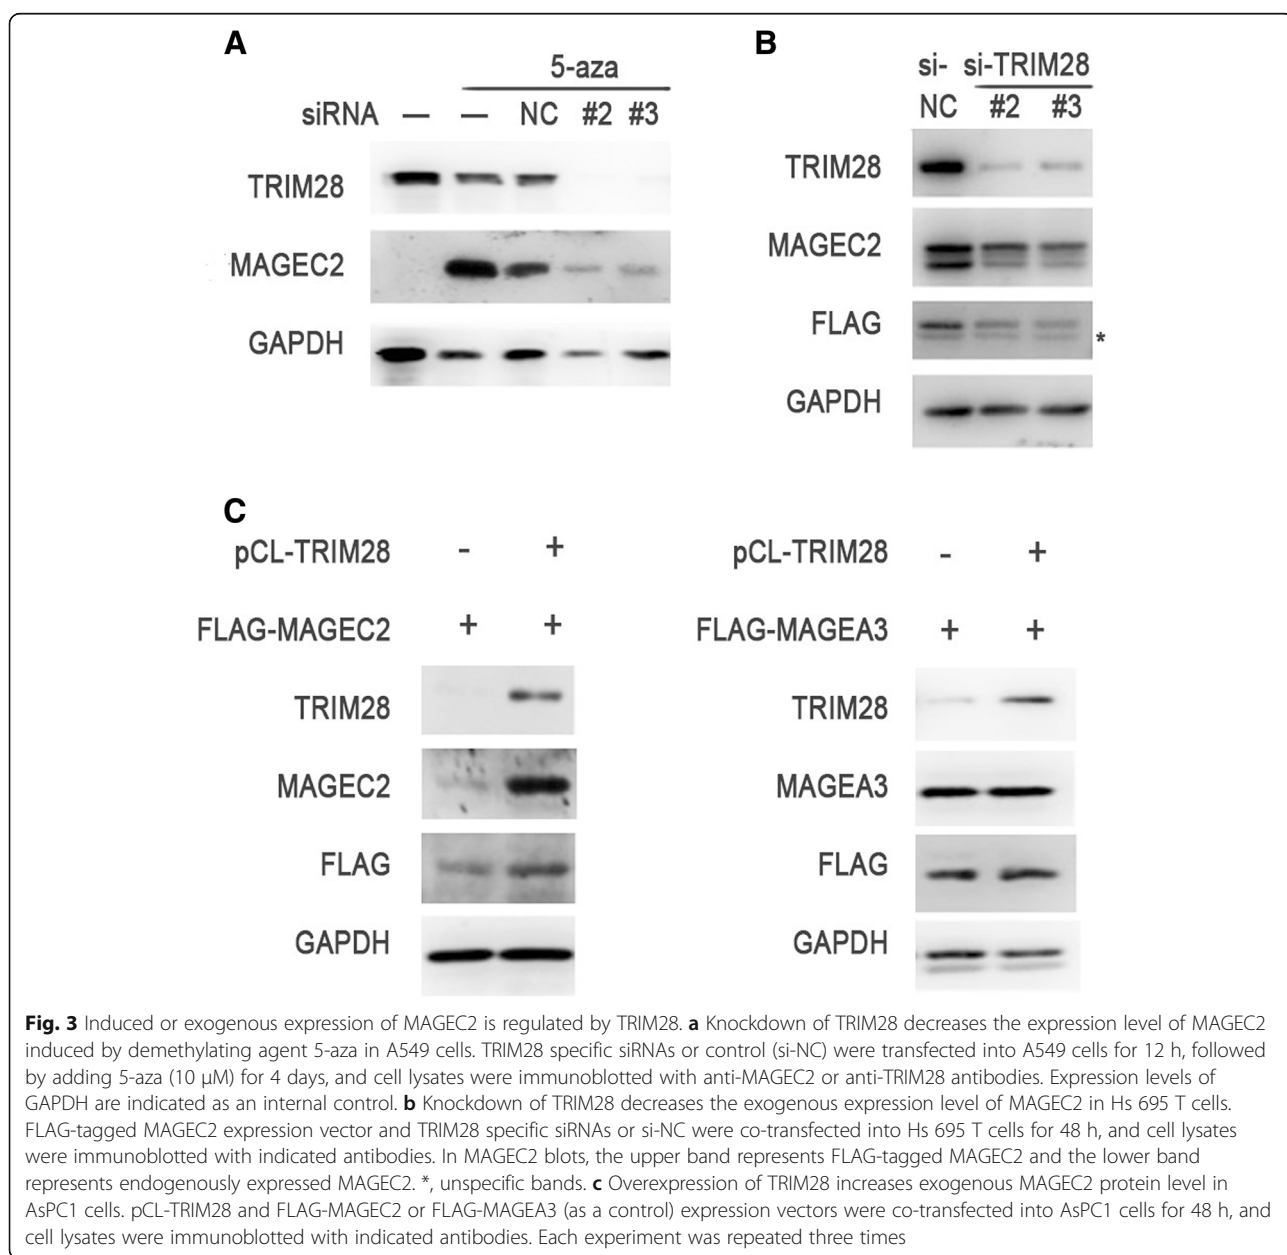 A
5-aza
siRNA — — NC #2 #3
TRIM28
MAGEC2
GAPDH
B
si- si-TRIM28
NC #2 #3
TRIM28
MAGEC2
FLAG
*
GAPDH
C
pCL-TRIM28 - +
FLAG-MAGEC2 + +
TRIM28
MAGEC2
FLAG
GAPDH
pCL-TRIM28 - +
FLAG-MAGEA3 + +
TRIM28
MAGEA3
FLAG
GAPDH
Fig. 3 Induced or exogenous expression of MAGEC2 is regulated by TRIM28. a Knockdown of TRIM28 decreases the expression level of MAGEC2
induced by demethylating agent 5-aza in A549 cells. TRIM28 specific siRNAs or control (si-NC) were transfected into A549 cells for 12 h, followed
by adding 5-aza (10 μM) for 4 days, and cell lysates were immunoblotted with anti-MAGEC2 or anti-TRIM28 antibodies. Expression levels of
GAPDH are indicated as an internal control. b Knockdown of TRIM28 decreases the exogenous expression level of MAGEC2 in Hs 695 T cells.
FLAG-tagged MAGEC2 expression vector and TRIM28 specific siRNAs or si-NC were co-transfected into Hs 695 T cells for 48 h, and cell lysates
were immunoblotted with indicated antibodies. In MAGEC2 blots, the upper band represents FLAG-tagged MAGEC2 and the lower band
represents endogenously expressed MAGEC2. *, unspecific bands. c Overexpression of TRIM28 increases exogenous MAGEC2 protein level in
AsPC1 cells. pCL-TRIM28 and FLAG-MAGEC2 or FLAG-MAGEA3 (as a control) expression vectors were co-transfected into AsPC1 cells for 48 h, and
cell lysates were immunoblotted with indicated antibodies. Each experiment was repeated three times